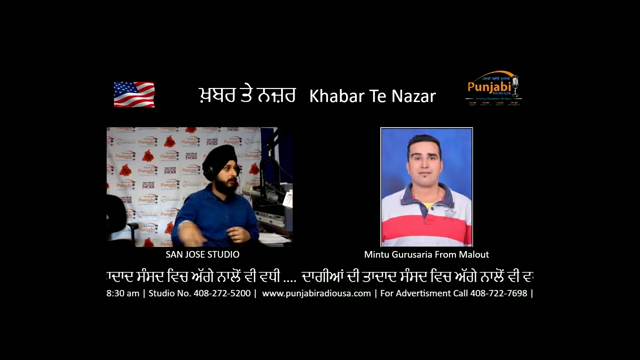 ਖ਼ਬਰ ਤੇ ਨਜ਼ਰ Khabar Te Nazar
Punjabi
SAN JOSE STUDIO
Mintu Gurusaria From Malout
ਤਾਦਾਦ ਸੰਸਦ ਵਿਚ ਅੱਗੇ ਨਾਲੋਂ ਵੀ ਵਧੀ .... ਦਾਗੀਆਂ ਦੀ ਤਾਦਾਦ ਸੰਸਦ ਵਿਚ ਅੱਗੇ ਨਾਲੋਂ ਵੀ ਵ
8:30 am | Studio No. 408-272-5200 | www.punjabiradiousa.com | For Advertisment Call 408-722-7698 |